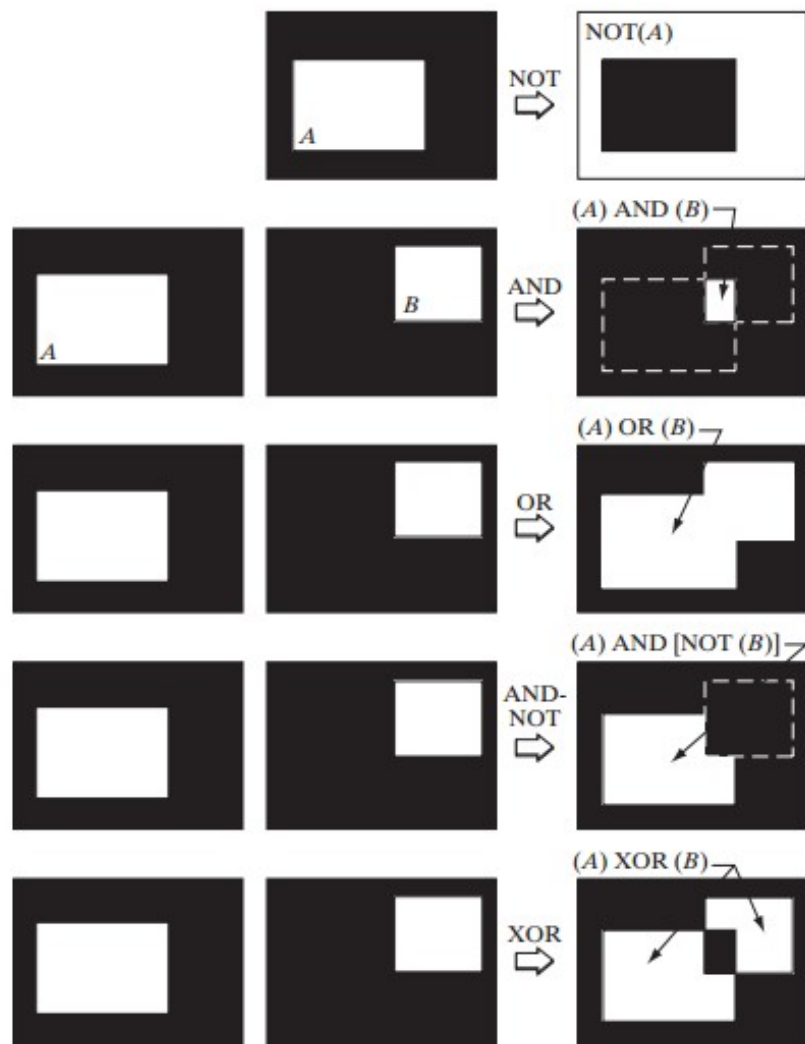 NOT(A)
NOT
A
(A) AND (B)
AND
B
A
(A) OR (B)
OR
(A) AND [NOT (B)]
AND-
NOT
(A) XOR (B)
XOR